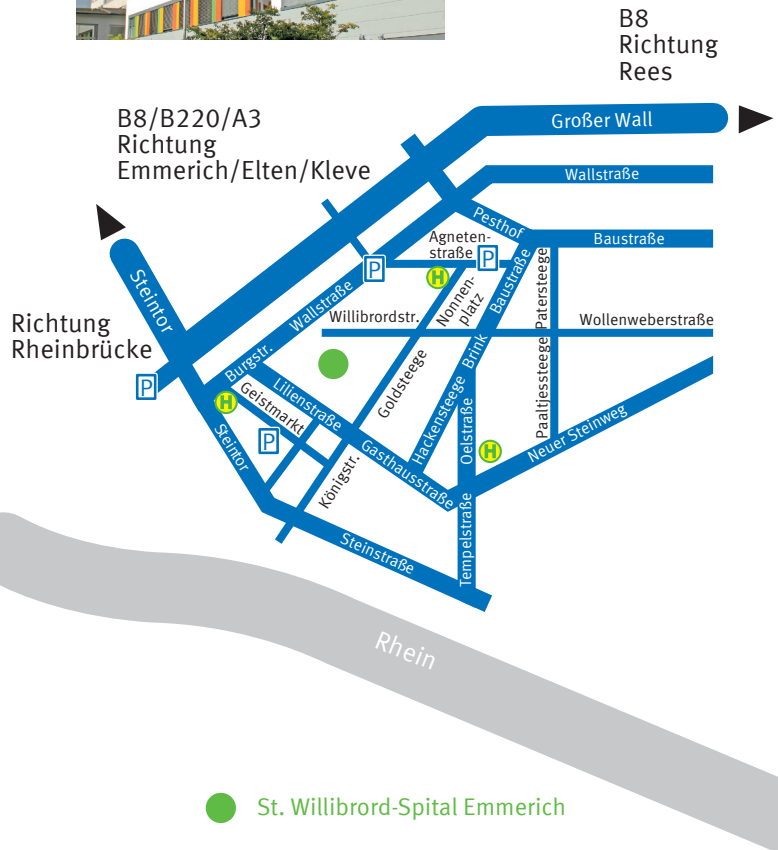 B8
Richtung
Rees
Großer Wall
B8/B220/A3
Richtung
Emmerich/Elten/Kleve
Wallstraße
Pesthof
Agneten-
straße
P
P
H
Baustraße
Baustraße
Patersteege
Steintor
Wallstraße
Nonnen-
platz
Willibrordstr.
Wollenweberstraße
Richtung
Rheinbrücke
P
Burgstr.
Brink
Goldsteege
Paaltjessteege
H
Geistmarkt
Lilienstraße
P
Steintor
Hackensteege
Oelstraße
H
Neuer Steinweg
Gasthausstraße
Königstr.
Tempelstraße
Steinstraße
Rhein
St. Willibrord-Spital Emmerich